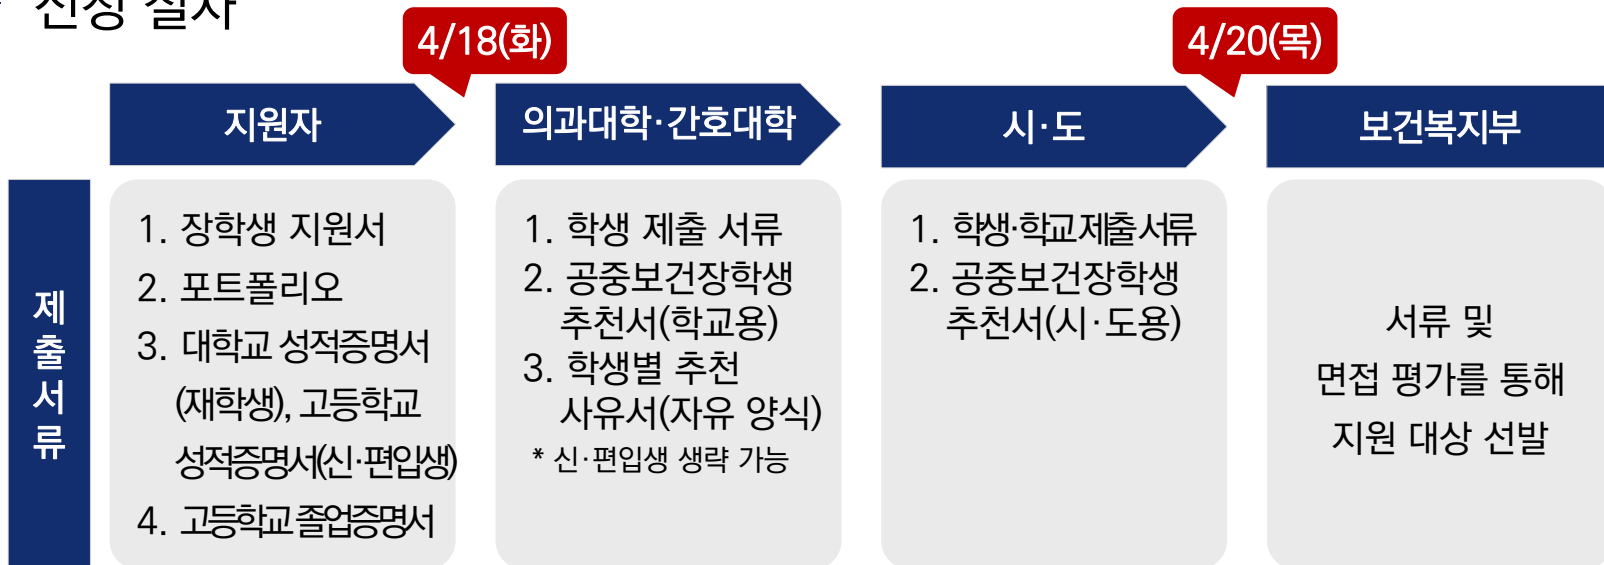 4/18(화)
4/20(목)
지원자
의과대학·간호대학
시·도
보건복지부
제출서류
1. 장학생 지원서
2. 포트폴리오
3. 대학교 성적증명서
(재학생), 고등학교
성적증명서(신·편입생)
4. 고등학교 졸업증명서
1. 학생 제출 서류
2. 공중보건장학생
추천서(학교용)
3. 학생별 추천
사유서(자유 양식)
* 신·편입생 생략 가능
1. 학생·학교 제출 서류
2. 공중보건장학생
추천서(시·도용)
서류 및
면접 평가를 통해
지원 대상 선발